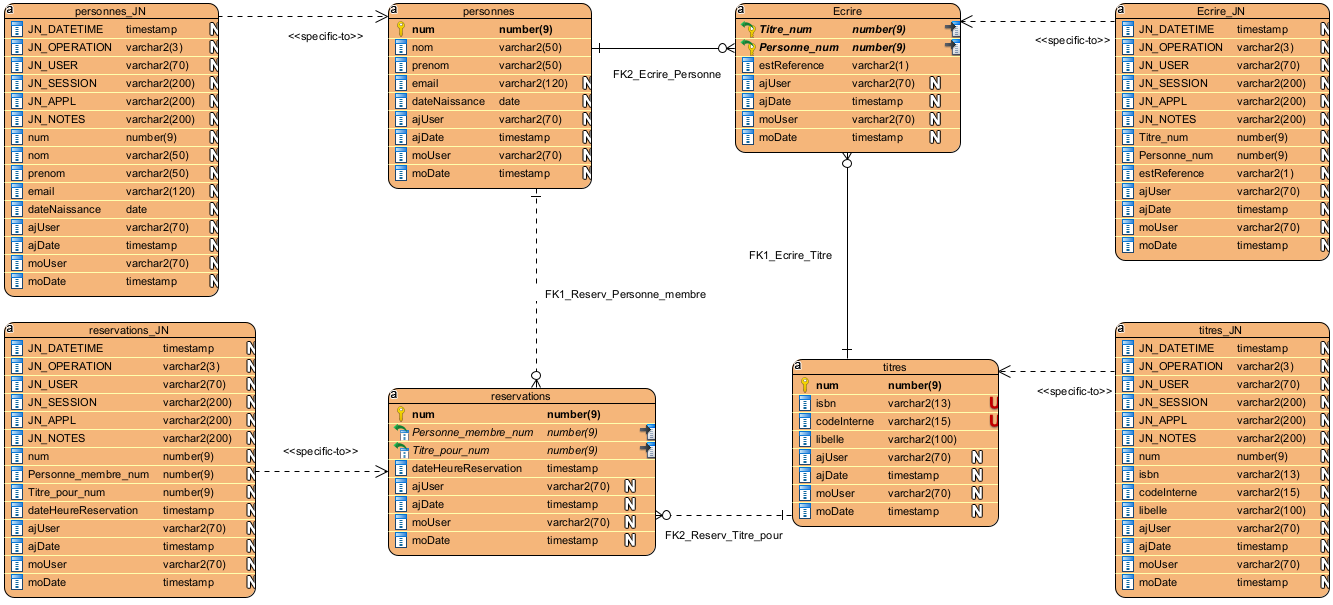 personnes_JN
JN_DATETIME timestamp
JN_OPERATION varchar2(3)
JN_USER varchar2(70)
JN_SESSION varchar2(200)
JN_APPL varchar2(200)
JN_NOTES varchar2(200)
num number(9)
nom varchar2(50)
prenom varchar2(50)
email varchar2(120)
dateNaissance date
ajUser varchar2(70)
ajDate timestamp
moUser varchar2(70)
moDate timestamp
<<specific-to>>
personnes
num number(9)
nom varchar2(50)
prenom varchar2(50)
email varchar2(120)
dateNaissance date
ajUser varchar2(70)
ajDate timestamp
moUser varchar2(70)
moDate timestamp
FK2_Ecrire_Personne
Ecrire
Titre_num number(9)
Personne_num number(9)
estReference varchar2(1)
ajUser varchar2(70)
ajDate timestamp
moUser varchar2(70)
moDate timestamp
<<specific-to>>
Ecrire_JN
JN_DATETIME timestamp
JN_OPERATION varchar2(3)
JN_USER varchar2(70)
JN_SESSION varchar2(200)
JN_APPL varchar2(200)
JN_NOTES varchar2(200)
Titre_num number(9)
Personne_num number(9)
estReference varchar2(1)
ajUser varchar2(70)
ajDate timestamp
moUser varchar2(70)
moDate timestamp
FK1_Ecrire_Titre
FK1_Reserv_Personne_membre
reservations_JN
JN_DATETIME timestamp
JN_OPERATION varchar2(3)
JN_USER varchar2(70)
JN_SESSION varchar2(200)
JN_APPL varchar2(200)
JN_NOTES varchar2(200)
num number(9)
Personne_membre_num number(9)
Titre_pour_num number(9)
dateHeureReservation timestamp
ajUser varchar2(70)
ajDate timestamp
moUser varchar2(70)
moDate timestamp
<<specific-to>>
reservations
num number(9)
Personne_membre_num number(9)
Titre_pour_num number(9)
dateHeureReservation timestamp
ajUser varchar2(70)
ajDate timestamp
moUser varchar2(70)
moDate timestamp
FK2_Reserv_Titre_pour
titres
num number(9)
isbn varchar2(13)
codeInterne varchar2(15)
libelle varchar2(100)
ajUser varchar2(70)
ajDate timestamp
moUser varchar2(70)
moDate timestamp
<<specific-to>>
titres_JN
JN_DATETIME timestamp
JN_OPERATION varchar2(3)
JN_USER varchar2(70)
JN_SESSION varchar2(200)
JN_APPL varchar2(200)
JN_NOTES varchar2(200)
num number(9)
isbn varchar2(13)
codeInterne varchar2(15)
libelle varchar2(100)
ajUser varchar2(70)
ajDate timestamp
moUser varchar2(70)
moDate timestamp